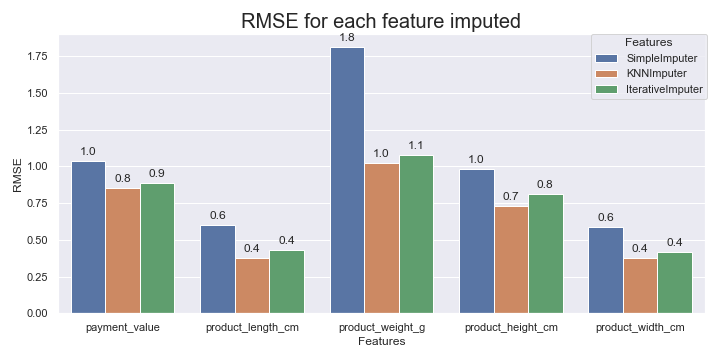 RMSE for each feature imputed
Features
SimpleImputer
KNNImputer
IterativeImputer
RMSE
1.75
1.50
1.25
1.00
0.75
0.50
0.25
0.00
1.0
0.8
0.9
0.6
0.4
0.4
1.8
1.0
1.1
1.0
0.7
0.8
0.6
0.4
0.4
payment_value
product_length_cm
product_weight_g
product_height_cm
product_width_cm
Features